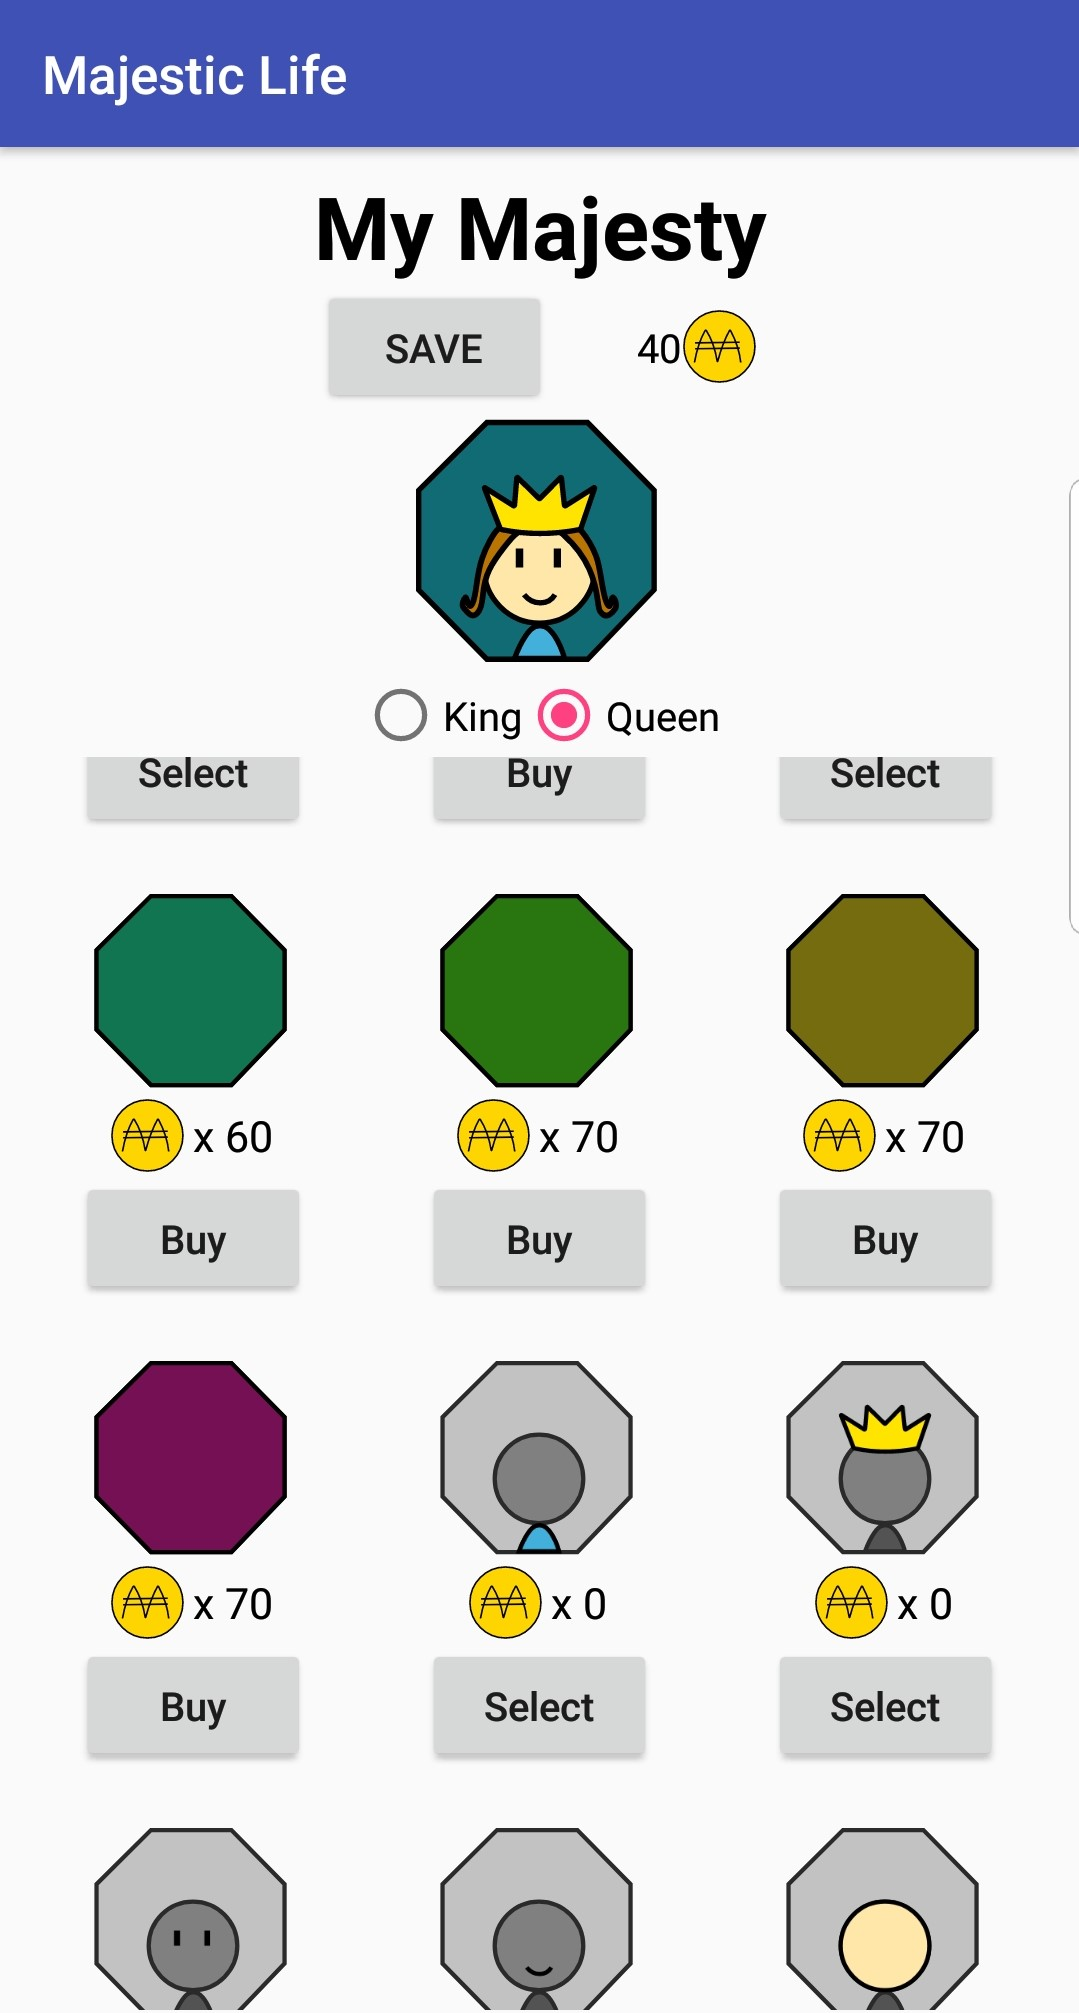 Majestic Life
My Majesty
SAVE 40
King Queen
Select Buy Select
x 60 x 70 x 70
Buy Buy Buy
x 70 x 0 x 0
Buy Select Select